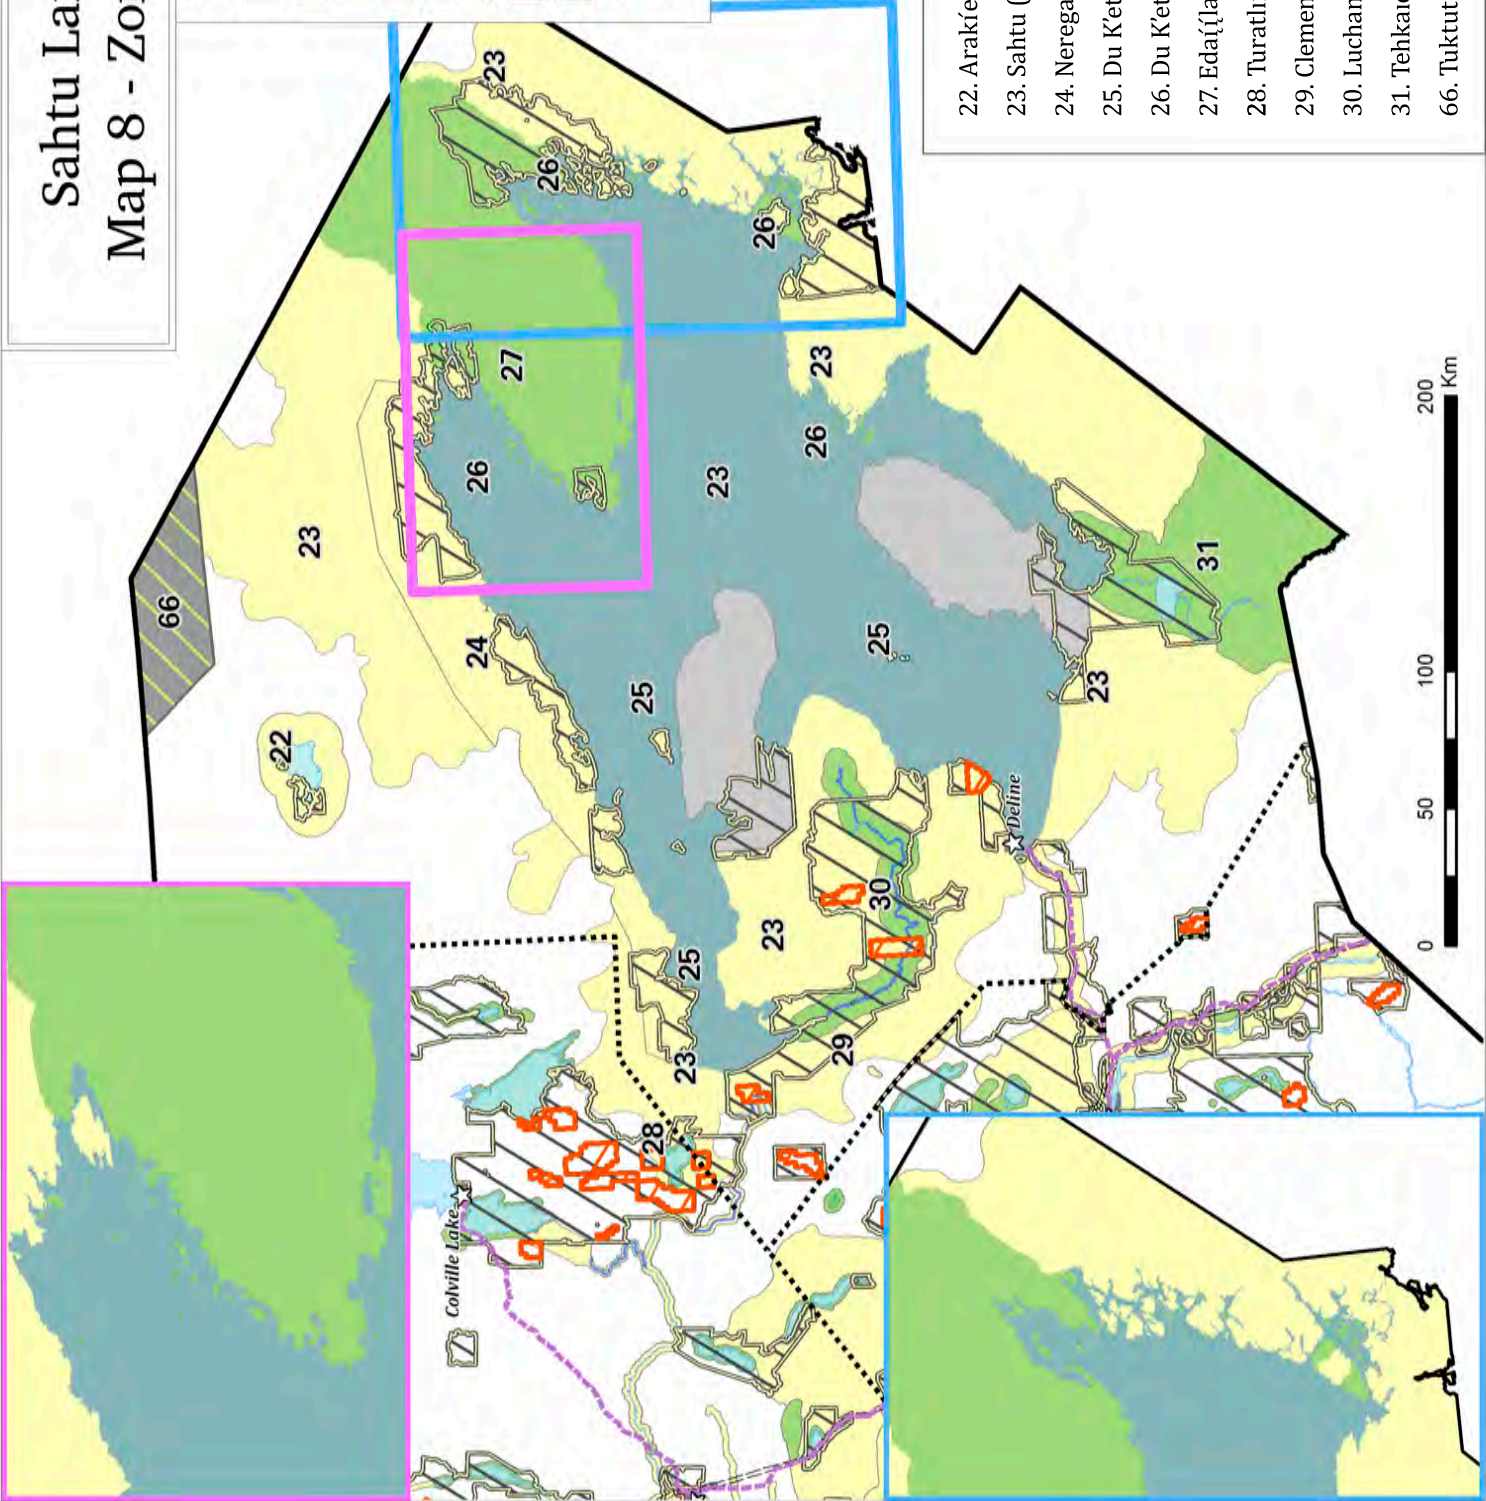 Sahtu La
Map 8 - Zo
22. Arakíe
23. Sahtu (
24. Nerega
25. Du K'et
26. Du K'et
27. Edaį́į́la
28. Turatlı
29. Clemen
30. Luchan
31. Tehkaı
66. Tuktut
66
22
23
24
23
26
27
26
25
23
26
25
23
26
23
25
23
28
29
30
23
31
Colville Lake
Deline
0
50
100
200
Km